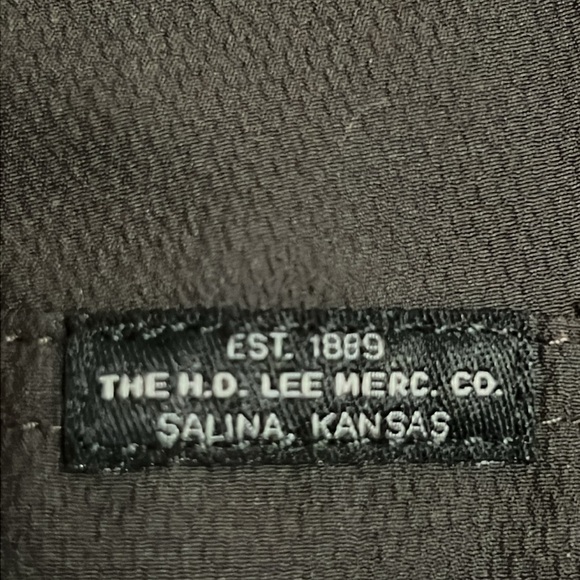 EST. 1889
THE H.D. LEE MERC. CO.
SALINA, KANSAS